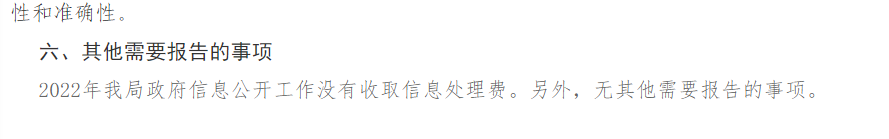 性和准确性。
六、其他需要报告的事项
2022年我局政府信息公开工作没有收取信息处理费。另外，无其他需要报告的事项。